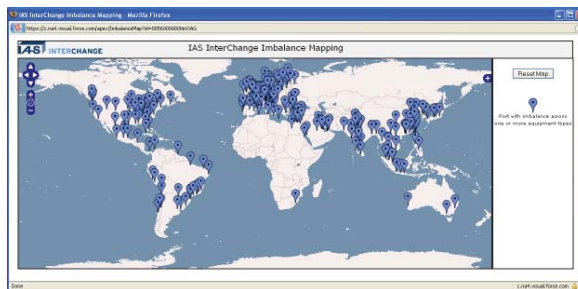 IAS InterChange Imbalance Mapping - Mozilla Firefox
IAS INTERCHANGE
IAS InterChange Imbalance Mapping
Reset Map
Port with imbalance across
one or more equipment types
Done